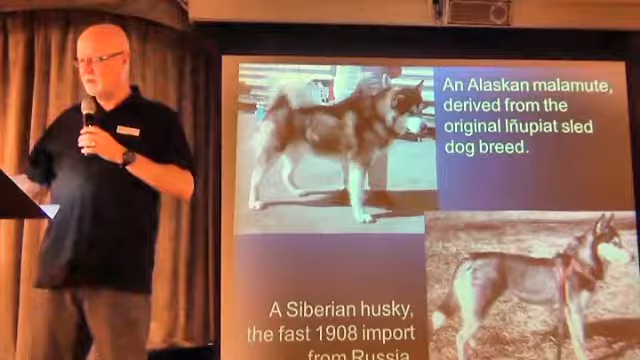 An Alaskan malamute,
derived from the
original Iñupiat sled
dog breed.
A Siberian husky,
the fast 1908 import
from Russia.